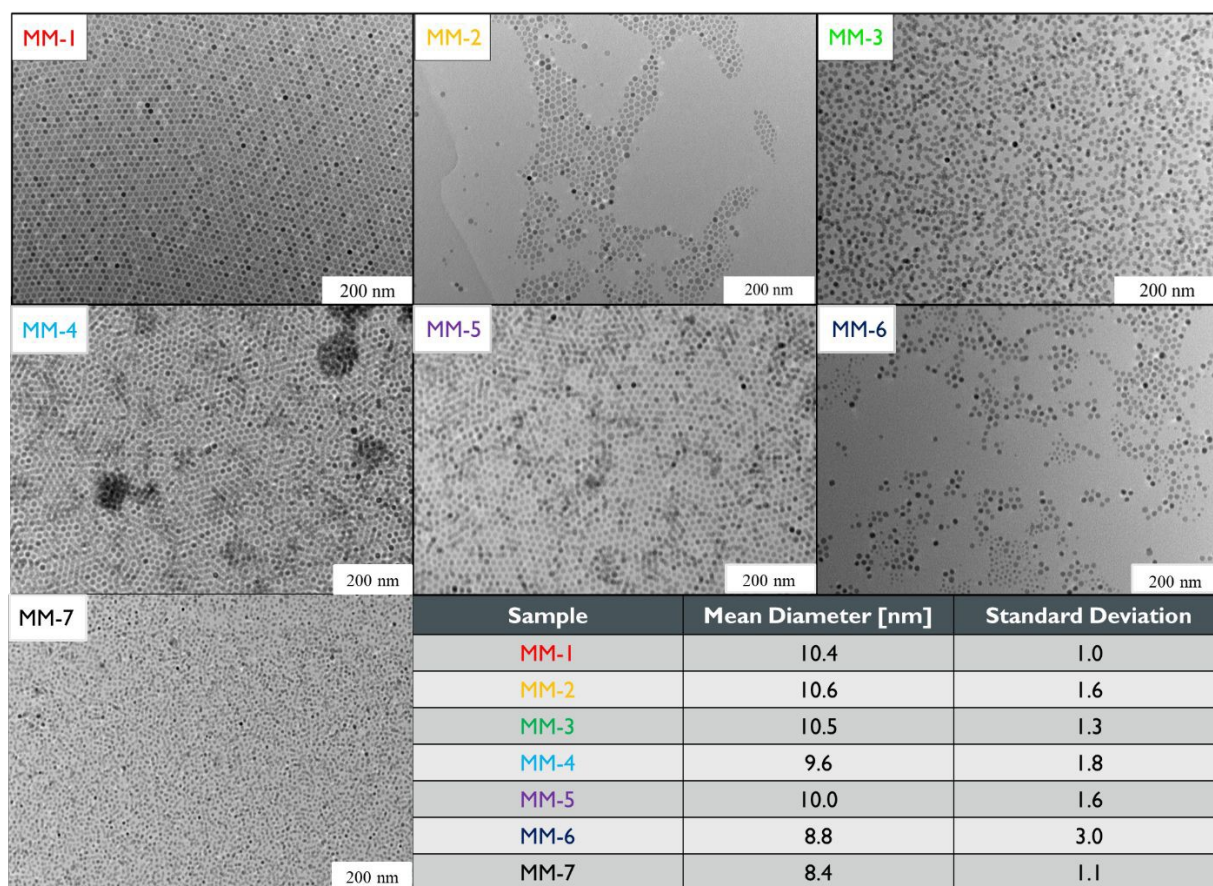 MM-1
MM-2
MM-3
200 nm
200 nm
200 nm
MM-4
MM-5
MM-6
200 nm
200 nm
200 nm
MM-7
200 nm
Sample Mean Diameter [nm] Standard Deviation
MM-1 10.4 1.0
MM-2 10.6 1.6
MM-3 10.5 1.3
MM-4 9.6 1.8
MM-5 10.0 1.6
MM-6 8.8 3.0
MM-7 8.4 1.1